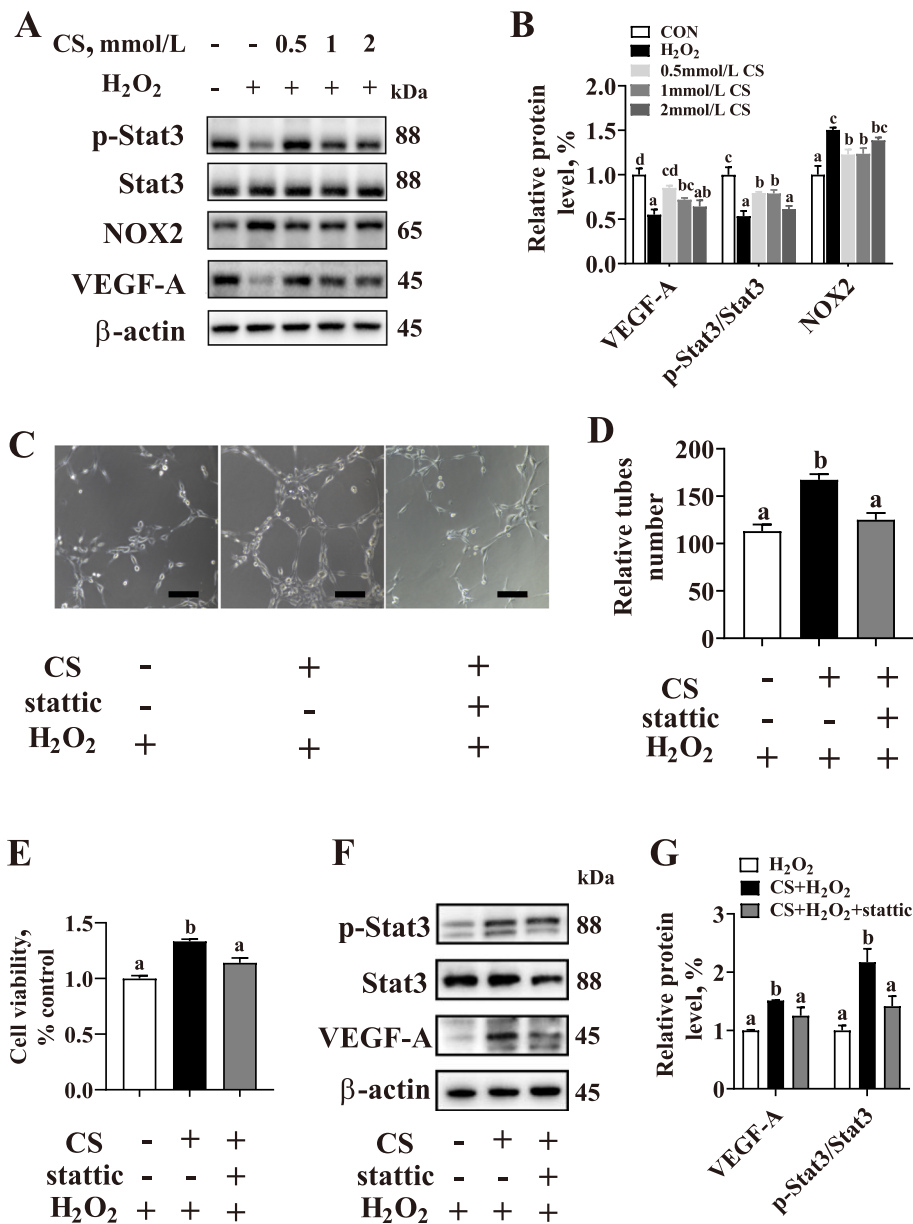 A
CS, mmol/L - - 0.5 1 2
H₂O₂ - + + + + kDa
p-Stat3 88
Stat3 88
NOX2 65
VEGF-A 45
β-actin 45
B
CON
H₂O₂
0.5mmol/L CS
1mmol/L CS
2mmol/L CS
Relative protein
level, %
2.0
1.5
1.0
0.5
0.0
d a cd bc ab
c a b b a
a c b b bc
VEGF-A
p-Stat3/Stat3
NOX2
C
CS - + +
stattic - - +
H₂O₂ + + +
D
Relative tubes
number
200
150
100
50
0
a b a
CS - + +
stattic - - +
H₂O₂ + + +
E
Cell viability,
% control
1.5
1.0
0.5
0.0
a b a
CS - + +
stattic - - +
H₂O₂ + + +
F
kDa
p-Stat3 88
Stat3 88
VEGF-A 45
β-actin 45
CS - + +
stattic - - +
H₂O₂ + + +
G
H₂O₂
CS+H₂O₂
CS+H₂O₂+stattic
Relative protein
level, %
3
2
1
0
a b a
a b a
VEGF-A
p-Stat3/Stat3